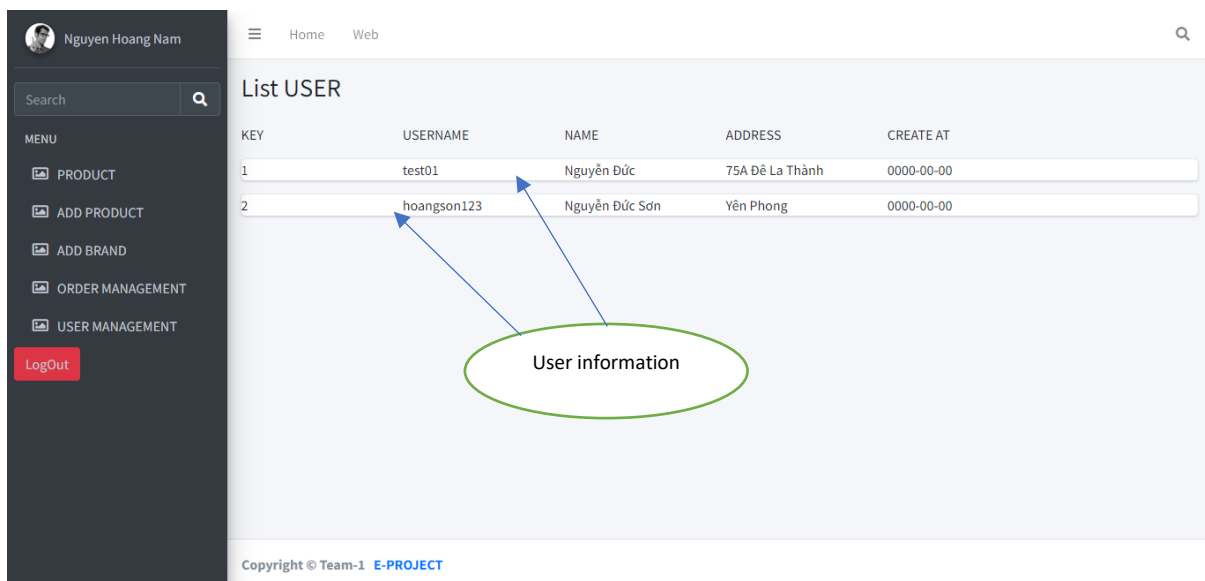 Nguyen Hoang Nam
Home Web
Search
MENU
PRODUCT
ADD PRODUCT
ADD BRAND
ORDER MANAGEMENT
USER MANAGEMENT
LogOut
List USER
KEY USERNAME NAME ADDRESS CREATE AT
1 test01 Nguyễn Đức 75A Đê La Thành 0000-00-00
2 hoangson123 Nguyễn Đức Sơn Yên Phong 0000-00-00
User information
Copyright © Team-1 E-PROJECT